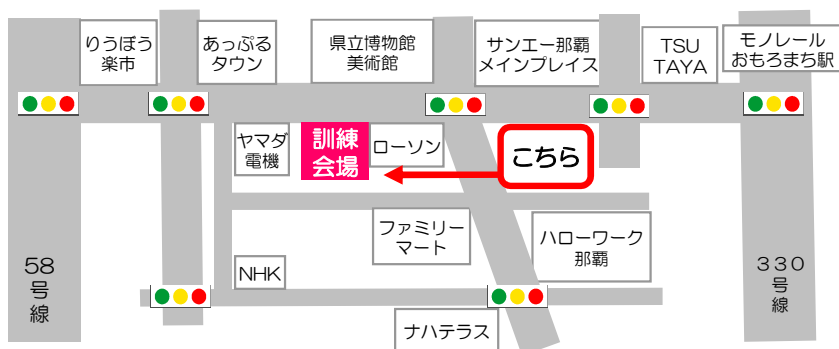 りうぼう
楽市
あっぷる
タウン
県立博物館
美術館
サンエー那覇
メインプレイス
TSU
TAYA
モノレール
おもろまち駅
ヤマダ
電機
訓練
会場
ローソン
こちら
ファミリー
マート
ハローワーク
那覇
58
号
線
NHK
330
号
線
ナハテラス